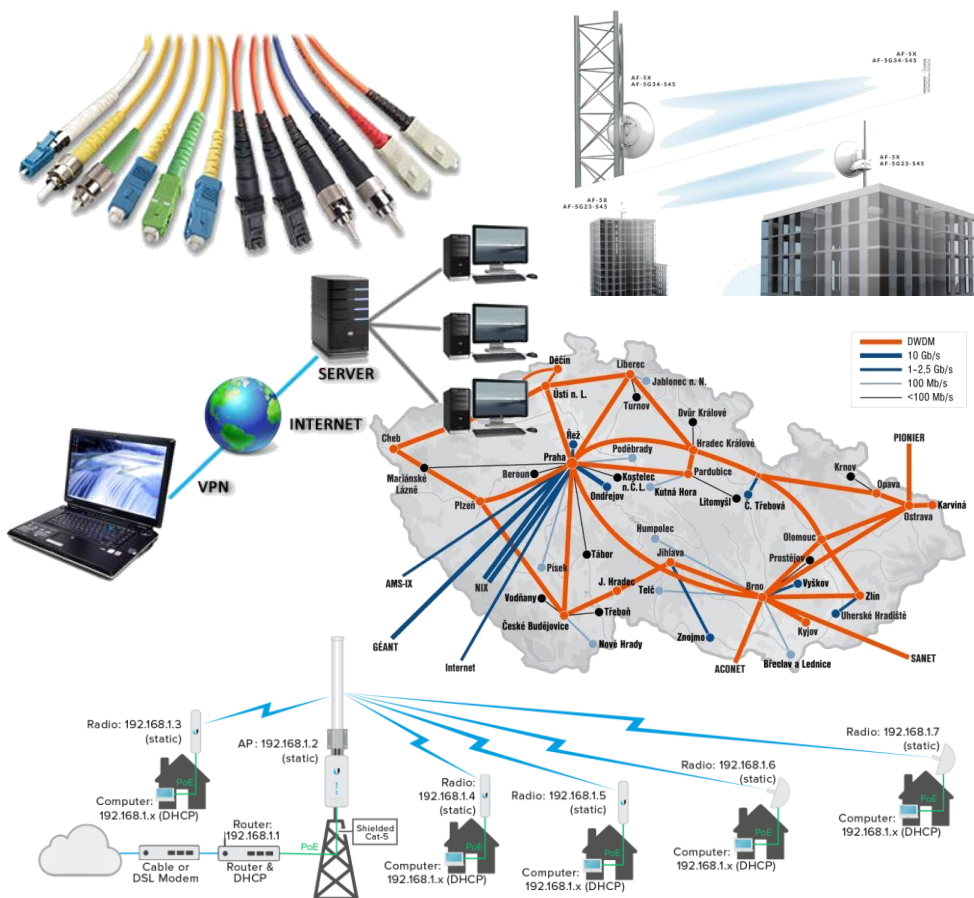 AF-5X
AF-5G34-S45
AF-5X
AF-5G34-S45
AF-5X
AF-5G23-S45
AF-5X
AF-5G23-S45
SERVER
INTERNET
VPN
DWDM
10 Gb/s
1–2,5 Gb/s
100 Mb/s
<100 Mb/s
Děčín
Liberec
Ústí n. L.
Jablonec n. N.
Turnov
Dvůr Králové
Cheb
Řež
Poděbrady
Hradec Králové
PIONIER
Praha
Mariánské
Lázně
Beroun
Kostelec
n.Č.L.
Pardubice
Krnov
Opava
Ondřejov
Kutná Hora
Litomyšl
Č. Třebová
Karviná
Ostrava
Plzeň
Humpolec
Olomouc
Tábor
Jihlava
Prostějov
AMS-IX
NIX
Písek
J. Hradec
Telč
Brno
Vyškov
Zlín
Vodňany
Třeboň
Uherské Hradiště
České Budějovice
Kyjov
GÉANT
Nové Hrady
Znojmo
Internet
Břeclav a Lednice
SANET
ACONET
Radio: 192.168.1.3
(static)
AP: 192.168.1.2
(static)
Radio: 192.168.1.7
(static)
Radio:
192.168.1.4
(static)
Radio: 192.168.1.5
(static)
Radio: 192.168.1.6
(static)
PoE
Computer:
192.168.1.x (DHCP)
PoE
Computer:
192.168.1.x (DHCP)
PoE
Computer:
192.168.1.x (DHCP)
PoE
Computer:
192.168.1.x (DHCP)
PoE
Computer:
192.168.1.x (DHCP)
Router:
192.168.1.1
PoE
Shielded
Cat-5
Cable or
DSL Modem
Router &
DHCP